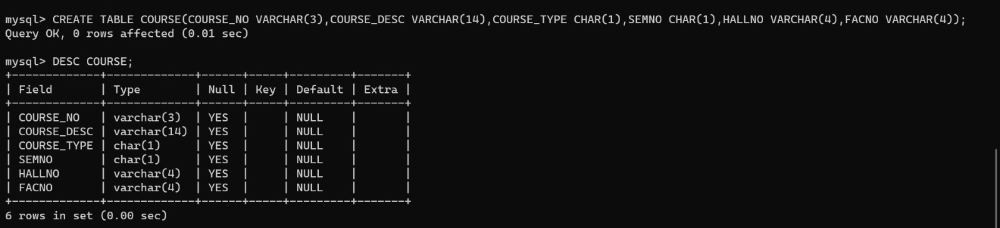 mysql> CREATE TABLE COURSE(COURSE_NO VARCHAR(3),COURSE_DESC VARCHAR(14),COURSE_TYPE CHAR(1),SEMNO CHAR(1),HALLNO VARCHAR(4),FACNO VARCHAR(4));
Query OK, 0 rows affected (0.01 sec)

mysql> DESC COURSE;
+-------------+-------------+------+-----+---------+-------+
| Field       | Type        | Null | Key | Default | Extra |
+-------------+-------------+------+-----+---------+-------+
| COURSE_NO   | varchar(3)  | YES  |     | NULL    |       |
| COURSE_DESC | varchar(14) | YES  |     | NULL    |       |
| COURSE_TYPE | char(1)     | YES  |     | NULL    |       |
| SEMNO       | char(1)     | YES  |     | NULL    |       |
| HALLNO      | varchar(4)  | YES  |     | NULL    |       |
| FACNO       | varchar(4)  | YES  |     | NULL    |       |
+-------------+-------------+------+-----+---------+-------+
6 rows in set (0.00 sec)